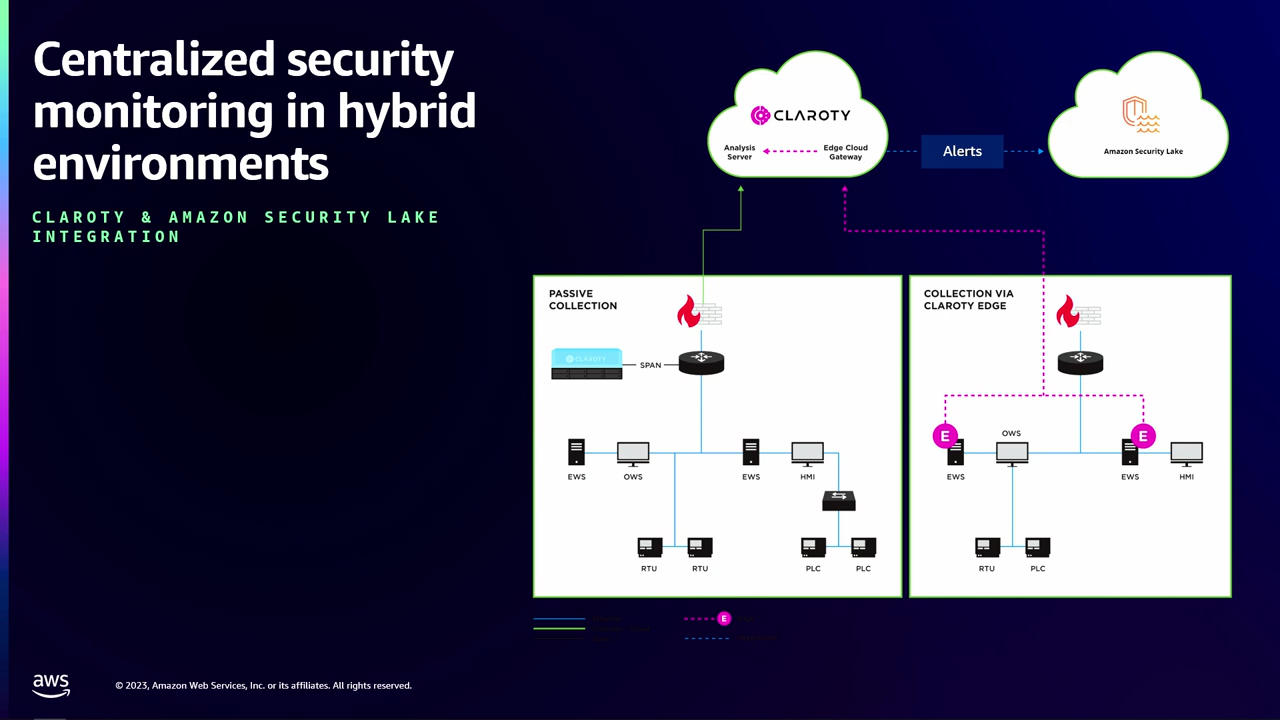 Centralized security
monitoring in hybrid
environments
CLAROTY & AMAZON SECURITY LAKE
INTEGRATION
CLAROTY
Analysis
Server
Edge Cloud
Gateway
Alerts
Amazon Security Lake
PASSIVE
COLLECTION
CLAROTY
SPAN
EWS
OWS
EWS
HMI
RTU
RTU
PLC
PLC
COLLECTION VIA
CLAROTY EDGE
E
E
OWS
EWS
EWS
HMI
RTU
PLC
E
aws
© 2023, Amazon Web Services, Inc. or its affiliates. All rights reserved.